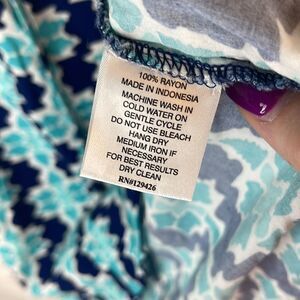 100% RAYON
MADE IN INDONESIA
MACHINE WASH IN
COLD WATER ON
GENTLE CYCLE
DO NOT USE BLEACH
HANG DRY
MEDIUM IRON IF
NECESSARY
FOR BEST RESULTS
DRY CLEAN
RN#129426